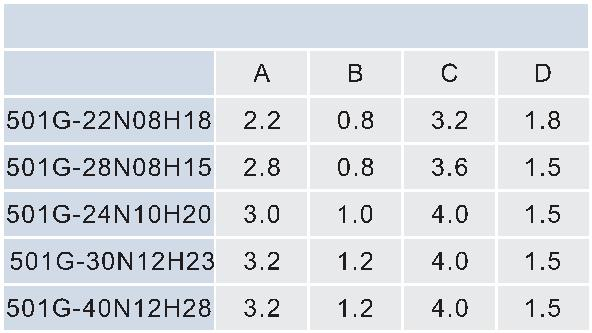 A B C D
501G-22N08H18 2.2 0.8 3.2 1.8
501G-28N08H15 2.8 0.8 3.6 1.5
501G-24N10H20 3.0 1.0 4.0 1.5
501G-30N12H23 3.2 1.2 4.0 1.5
501G-40N12H28 3.2 1.2 4.0 1.5